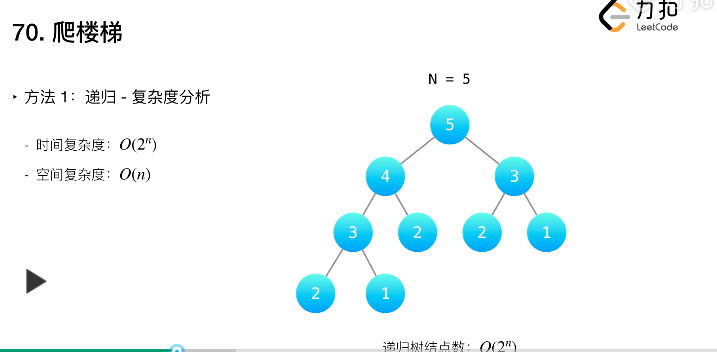 力扣
LeetCode
70. 爬楼梯
N = 5
‣ 方法 1：递归 - 复杂度分析
- 时间复杂度：O(2ⁿ)
- 空间复杂度：O(n)
5
4 3
3 2 2 1
2 1
递归树结点数：O(2ⁿ)